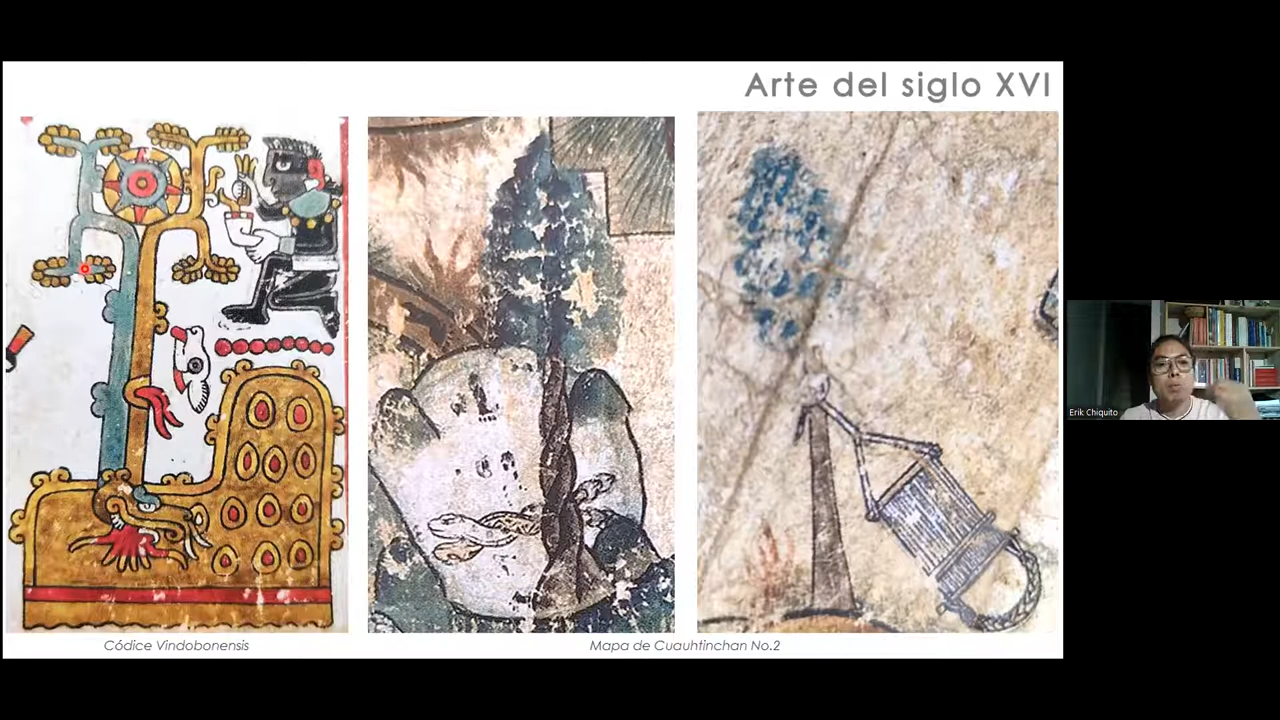 Arte del siglo XVI
Códice Vindobonensis
Mapa de Cuauhtinchan No.2
Erik Chiquito